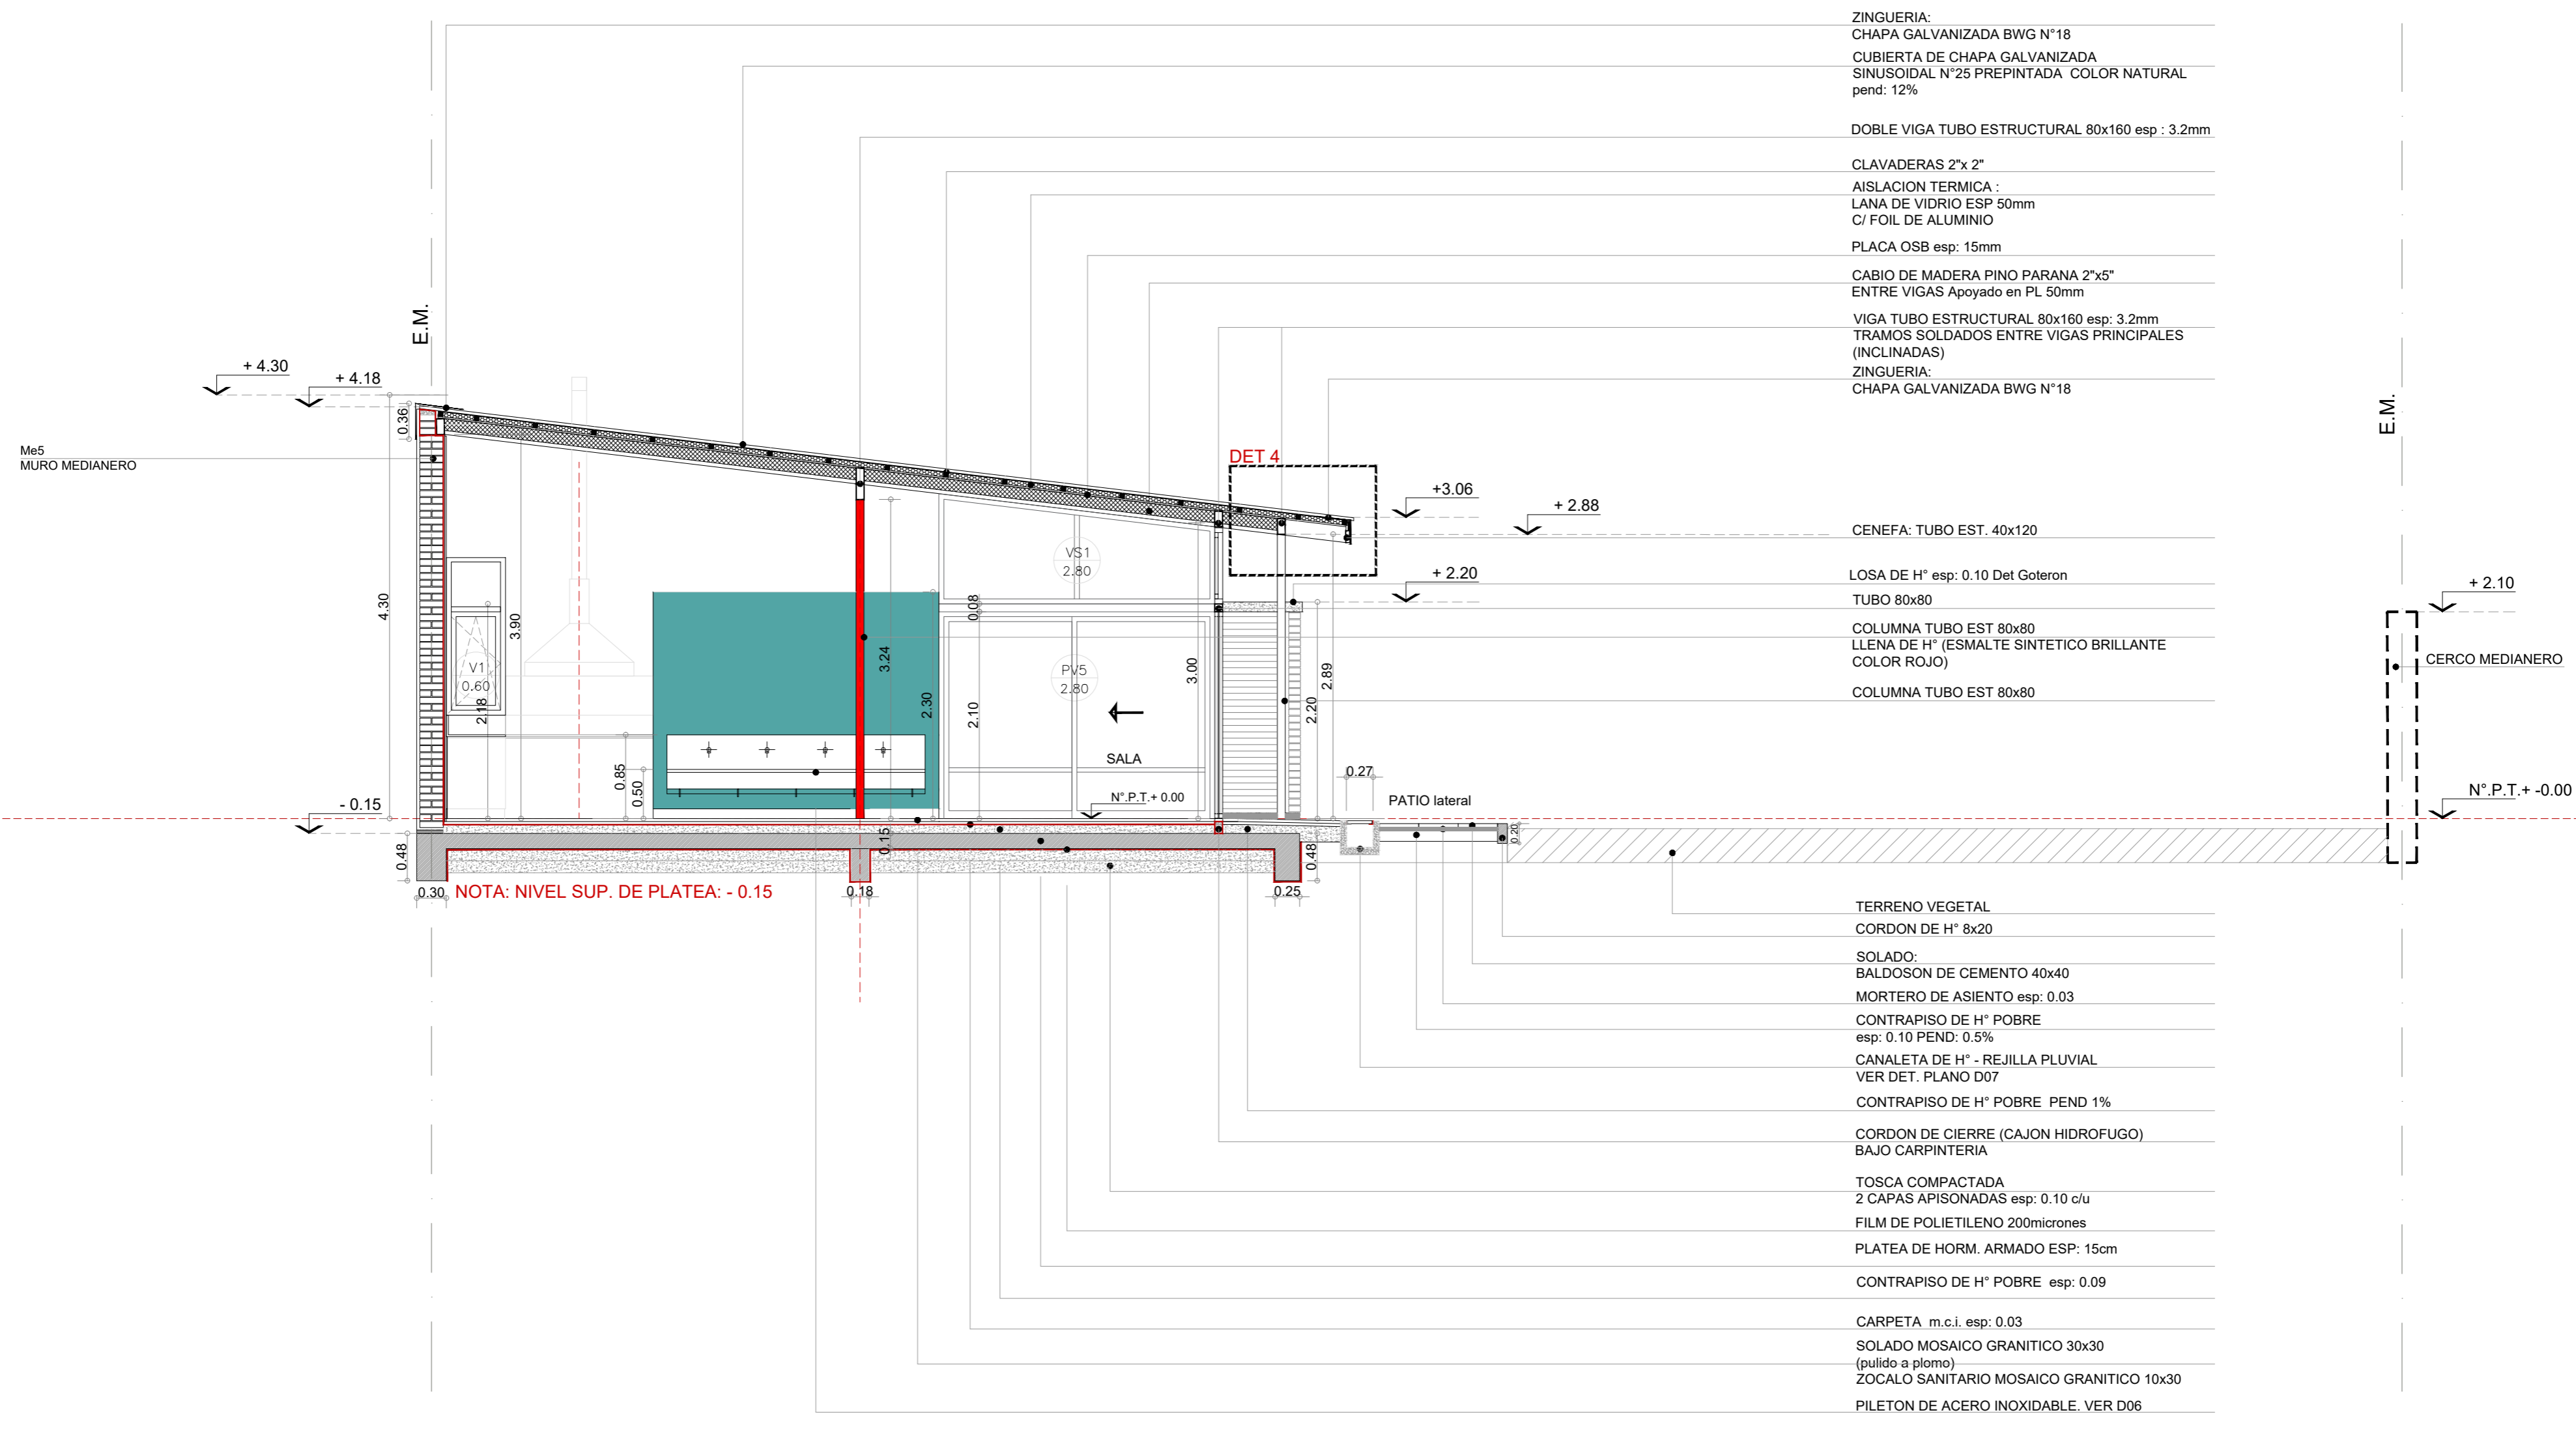 ZINGUERIA:
CHAPA GALVANIZADA BWG N°18
CUBIERTA DE CHAPA GALVANIZADA
SINUSOIDAL N°25 PREPINTADA COLOR NATURAL
pend: 12%
DOBLE VIGA TUBO ESTRUCTURAL 80x160 esp : 3.2mm
CLAVADERAS 2"x 2"
AISLACION TERMICA :
LANA DE VIDRIO ESP 50mm
C/ FOIL DE ALUMINIO
PLACA OSB esp: 15mm
CABIO DE MADERA PINO PARANA 2"x5"
ENTRE VIGAS Apoyado en PL 50mm
VIGA TUBO ESTRUCTURAL 80x160 esp: 3.2mm
TRAMOS SOLDADOS ENTRE VIGAS PRINCIPALES
(INCLINADAS)
ZINGUERIA:
CHAPA GALVANIZADA BWG N°18
E.M.
E.M.
+ 4.30
+ 4.18
0.36
Me5
MURO MEDIANERO
DET 4
+3.06
+ 2.88
CENEFA: TUBO EST. 40x120
LOSA DE H° esp: 0.10 Det Goteron
+ 2.20
TUBO 80x80
+ 2.10
COLUMNA TUBO EST 80x80
LLENA DE H° (ESMALTE SINTETICO BRILLANTE
COLOR ROJO)
CERCO MEDIANERO
COLUMNA TUBO EST 80x80
VS1
2.80
4.30
3.90
V1
0.60
2.18
3.24
2.30
0.08
2.10
PV5
2.80
3.00
2.89
2.20
0.85
0.50
SALA
0.27
N°.P.T.+ 0.00
PATIO lateral
N°.P.T.+ -0.00
- 0.15
0.15
0.20
0.48
0.48
0.30
NOTA: NIVEL SUP. DE PLATEA: - 0.15
0.18
0.25
TERRENO VEGETAL
CORDON DE H° 8x20
SOLADO:
BALDOSON DE CEMENTO 40x40
MORTERO DE ASIENTO esp: 0.03
CONTRAPISO DE H° POBRE
esp: 0.10 PEND: 0.5%
CANALETA DE H° - REJILLA PLUVIAL
VER DET. PLANO D07
CONTRAPISO DE H° POBRE PEND 1%
CORDON DE CIERRE (CAJON HIDROFUGO)
BAJO CARPINTERIA
TOSCA COMPACTADA
2 CAPAS APISONADAS esp: 0.10 c/u
FILM DE POLIETILENO 200micrones
PLATEA DE HORM. ARMADO ESP: 15cm
CONTRAPISO DE H° POBRE esp: 0.09
CARPETA m.c.i. esp: 0.03
SOLADO MOSAICO GRANITICO 30x30
(pulido a plomo)
ZOCALO SANITARIO MOSAICO GRANITICO 10x30
PILETON DE ACERO INOXIDABLE. VER D06